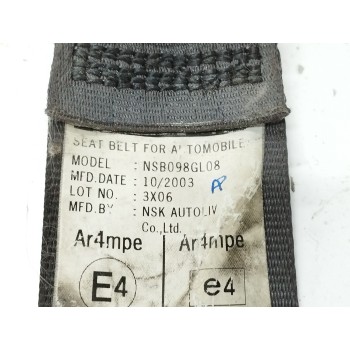 SEAT BELT FOR AUTOMOBILE
MODEL : NSB098GL08
MFD.DATE : 10/2003
LOT NO. : 3X06
MFD.BY : NSK AUTOLIV
Co.,Ltd.
Ar4mpe Ar4mpe
E4 e4